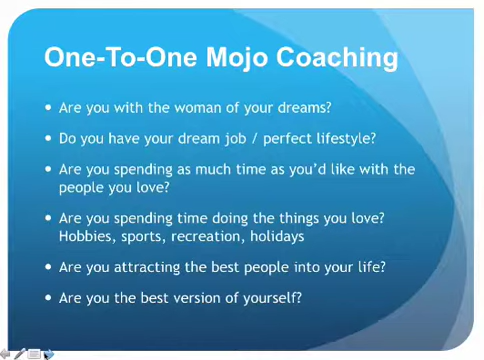 One-To-One Mojo Coaching
• Are you with the woman of your dreams?
• Do you have your dream job / perfect lifestyle?
• Are you spending as much time as you'd like with the
people you love?
• Are you spending time doing the things you love?
Hobbies, sports, recreation, holidays
• Are you attracting the best people into your life?
• Are you the best version of yourself?